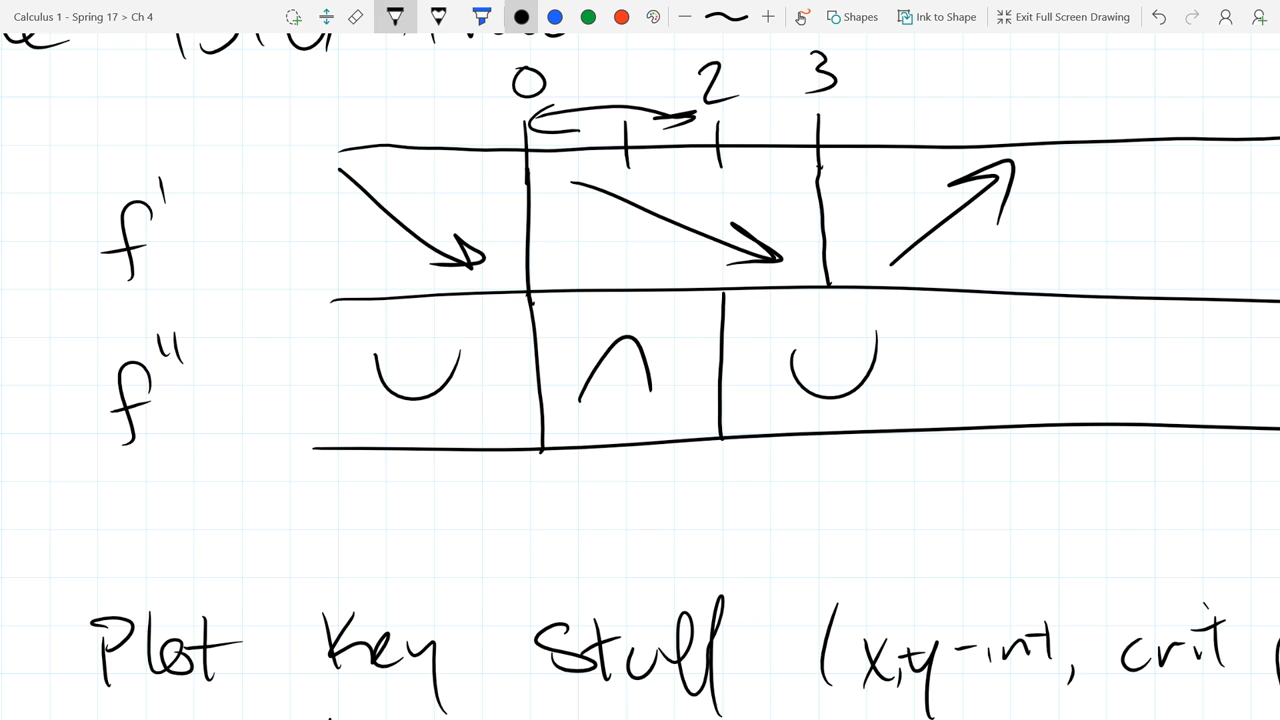 Calculus 1 - Spring 17 > Ch 4
Shapes
Ink to Shape
Exit Full Screen Drawing
0 2 3
f'
f"
Plot Key Stuff (x,y-int, crit